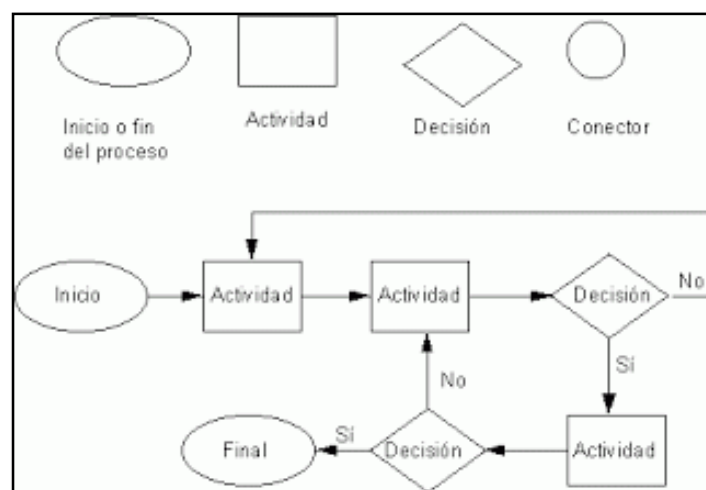 Inicio o fin
del proceso
Actividad
Decisión
Conector
Inicio
Actividad
Actividad
Decisión
No
Sí
No
Final
Sí
Decisión
Actividad